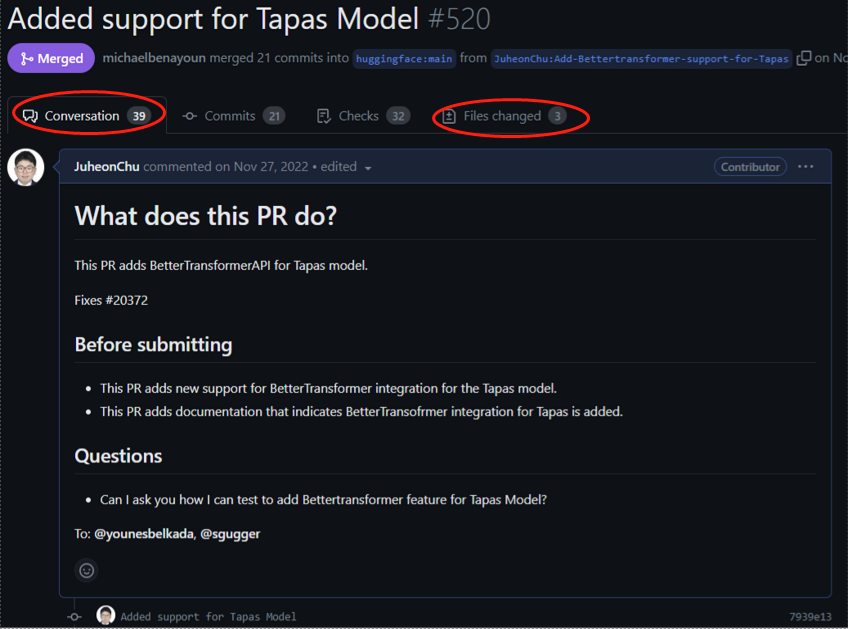 Added support for Tapas Model #520
Merged michaelbenayoun merged 21 commits into huggingface:main from JuheonChu:Add-Bettertransformer-support-for-Tapas on No
Conversation 39 Commits 21 Checks 32 Files changed 3
JuheonChu commented on Nov 27, 2022 • edited Contributor
What does this PR do?
This PR adds BetterTransformerAPI for Tapas model.
Fixes #20372
Before submitting
• This PR adds new support for BetterTransformer integration for the Tapas model.
• This PR adds documentation that indicates BetterTransofrmer integration for Tapas is added.
Questions
• Can I ask you how I can test to add Bettertransformer feature for Tapas Model?
To: @younesbelkada, @sgugger
Added support for Tapas Model 7939e13